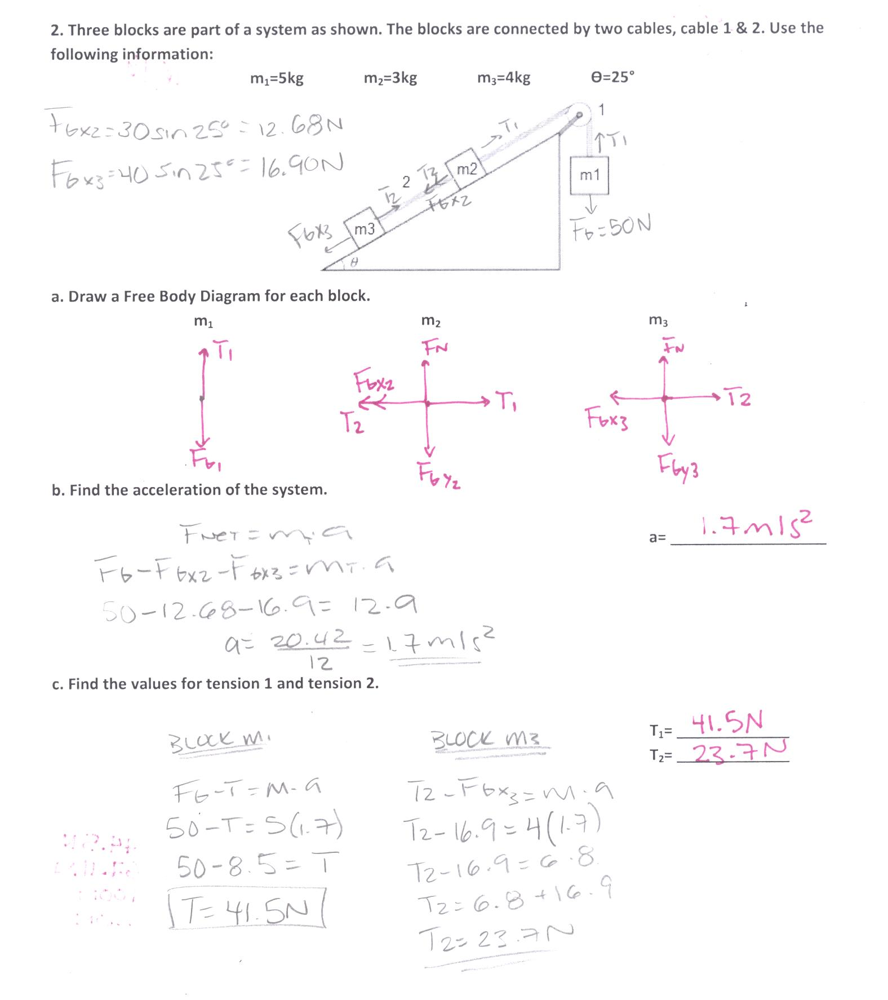 2. Three blocks are part of a system as shown. The blocks are connected by two cables, cable 1 & 2. Use the
following information:
m₁=5kg m₂=3kg m₃=4kg Θ=25°
FGx2=30 sin 25° = 12.68N
FGx3=40 sin 25° = 16.90N
1
T1
T1
m2
m1
T2
2
T2
FGx2
FG=50N
FGx3
m3
θ
a. Draw a Free Body Diagram for each block.
m₁ m₂ m₃
T1
FG1
FN
FGx2
T1
T2
FGy2
FN
T2
FGx3
FGy3
b. Find the acceleration of the system.
FNET = mT·a
a= 1.7m/s²
FG-FGx2-FGx3=mT·a
50-12.68-16.9= 12·a
a= 20.42/12 = 1.7m/s²
c. Find the values for tension 1 and tension 2.
T₁= 41.5N
T₂= 23.7N
BLOCK m1
FG-T=M·a
50-T=5(1.7)
50-8.5=T
T=41.5N
BLOCK m3
T2-FGx3=m·a
T2-16.9=4(1.7)
T2-16.9=6.8
T2=6.8+16.9
T2=23.7N